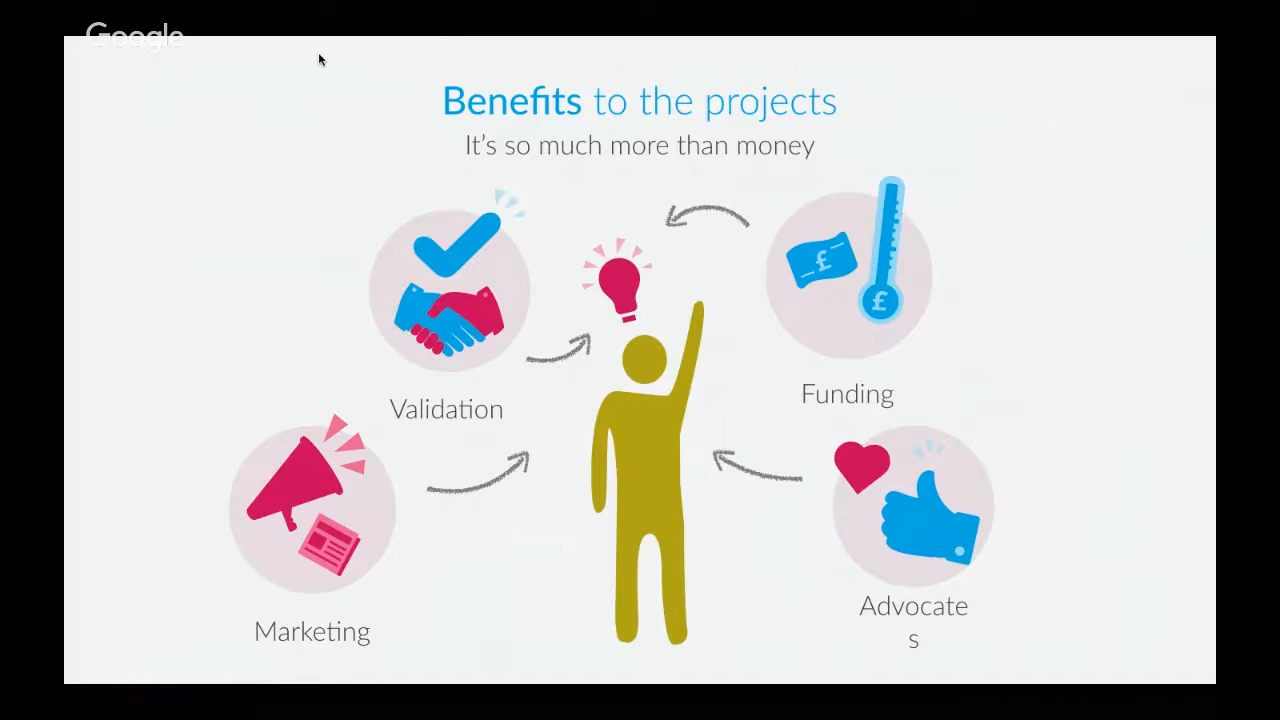 Google
Benefits to the projects
It's so much more than money
£
£
Validation
Funding
Marketing
Advocate
s